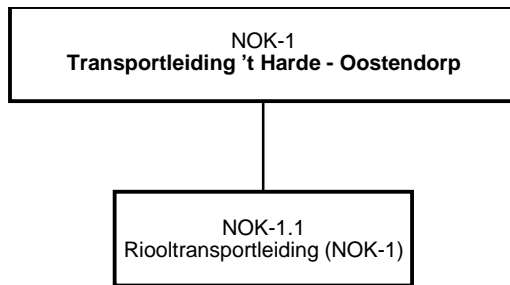 NOK-1
Transportleiding ’t Harde - Oostendorp
NOK-1.1
Riooltransportleiding (NOK-1)